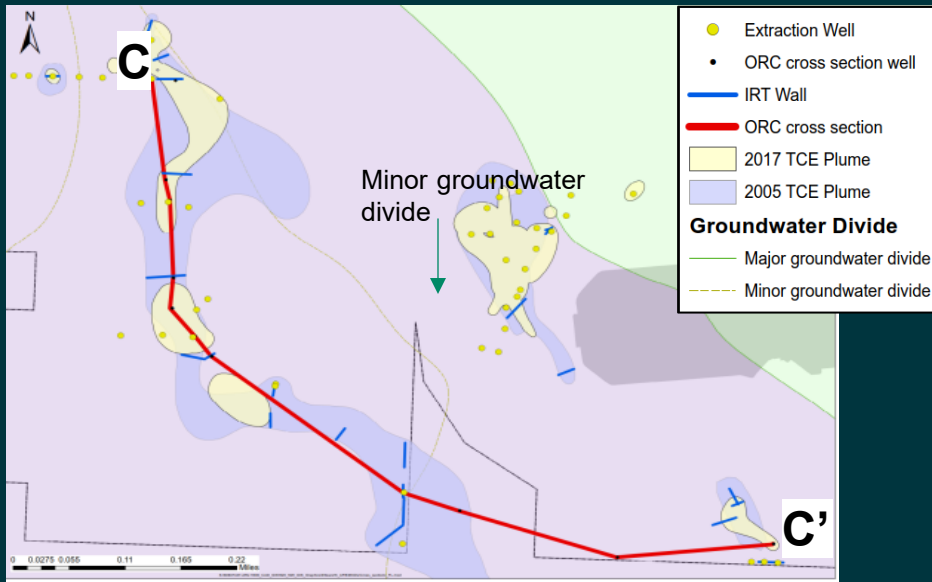 N
C
Minor groundwater
divide
C’
0 0.0275 0.055 0.11 0.165 0.22
Miles
Extraction Well
ORC cross section well
IRT Wall
ORC cross section
2017 TCE Plume
2005 TCE Plume
Groundwater Divide
Major groundwater divide
Minor groundwater divide